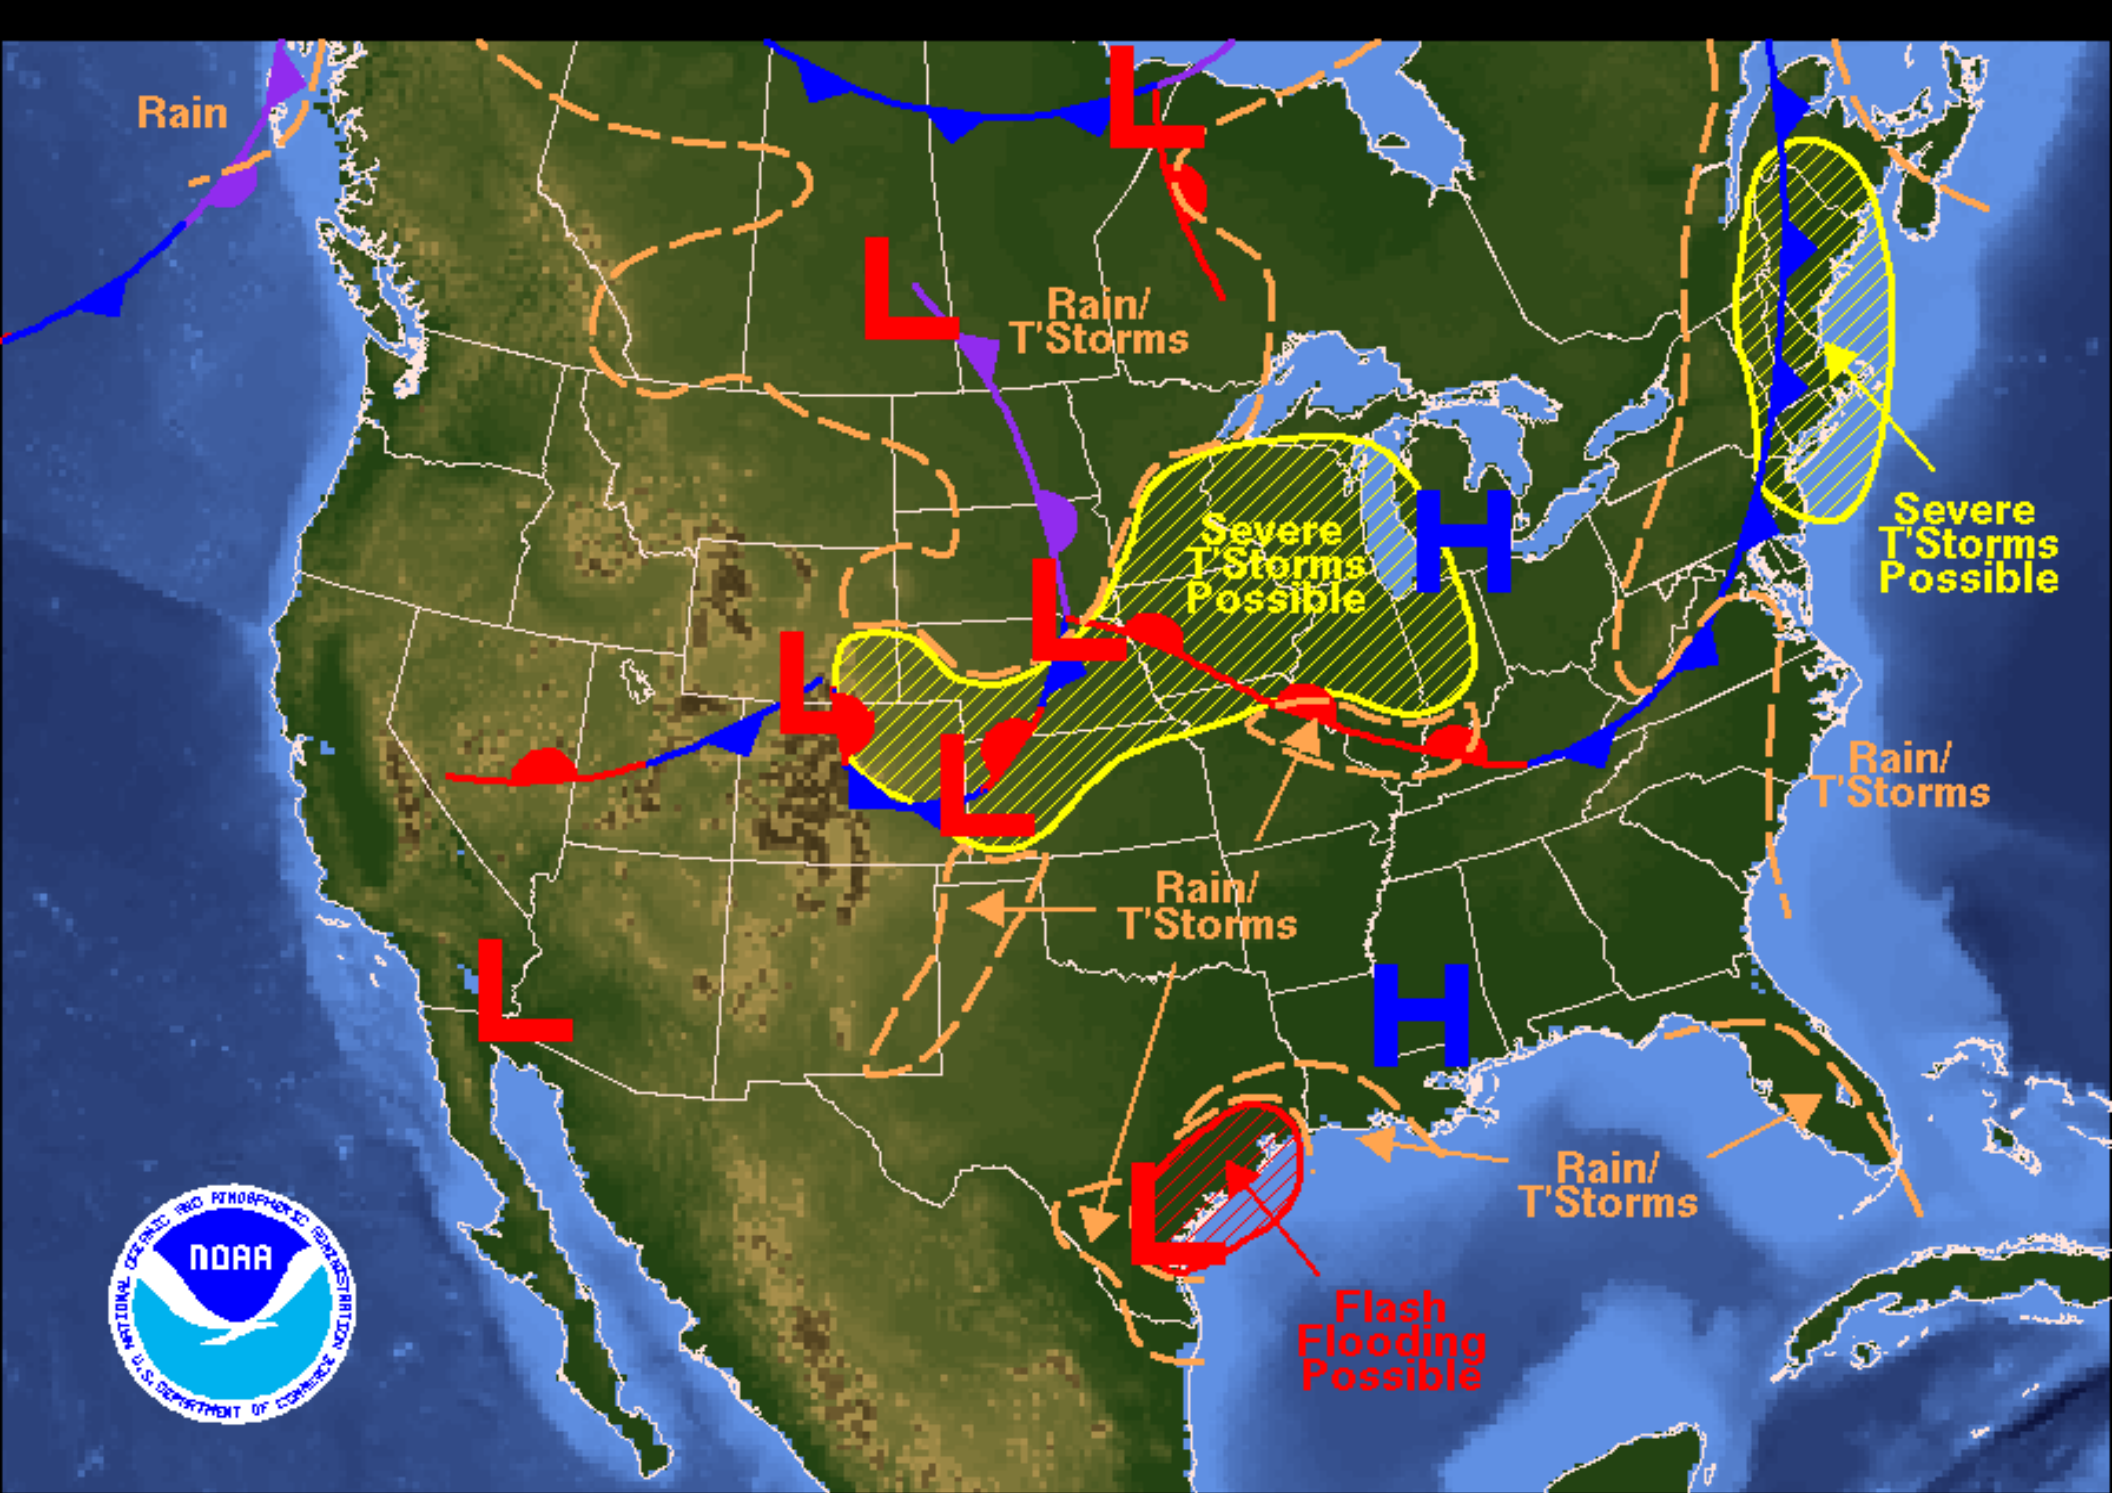 Rain
L
L
Rain/
T'Storms
Severe
T'Storms
Possible
H
Severe
T'Storms
Possible
L
L
L
Rain/
T'Storms
Rain/
T'Storms
L
H
L
Rain/
T'Storms
Flash
Flooding
Possible
NATIONAL OCEANIC AND ATMOSPHERIC ADMINISTRATION
NOAA
U.S. DEPARTMENT OF COMMERCE